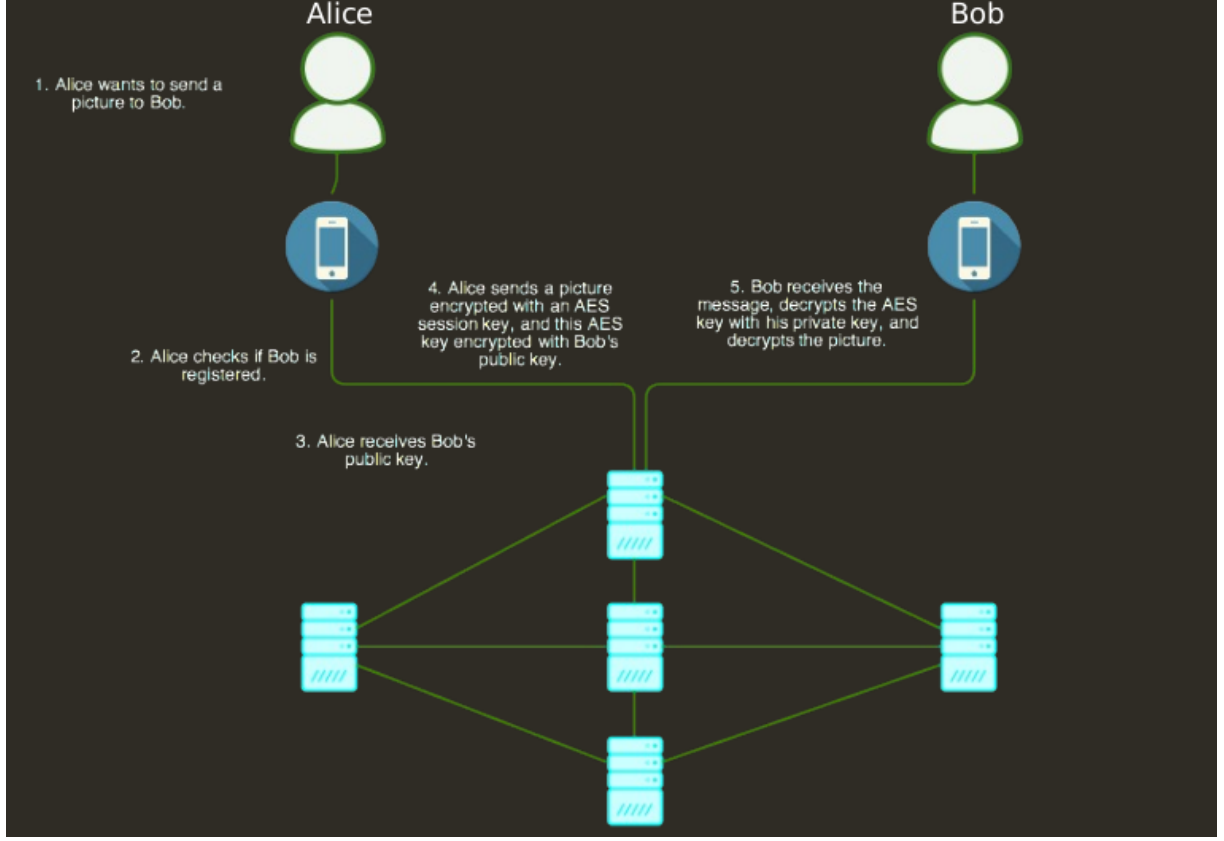 Alice
Bob
1. Alice wants to send a
picture to Bob.
2. Alice checks if Bob is
registered.
3. Alice receives Bob's
public key.
4. Alice sends a picture
encrypted with an AES
session key, and this AES
key encrypted with Bob's
public key.
5. Bob receives the
message, decrypts the AES
key with his private key, and
decrypts the picture.